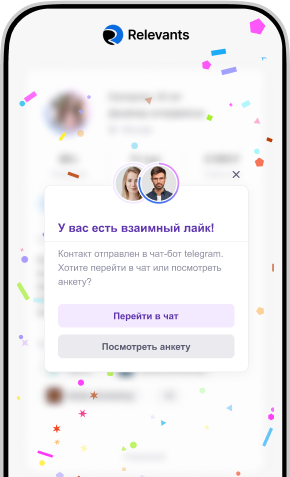 Relevants
У вас есть взаимный лайк!
Контакт отправлен в чат-бот telegram.
Хотите перейти в чат или посмотреть
анкету?
Перейти в чат
Посмотреть анкету